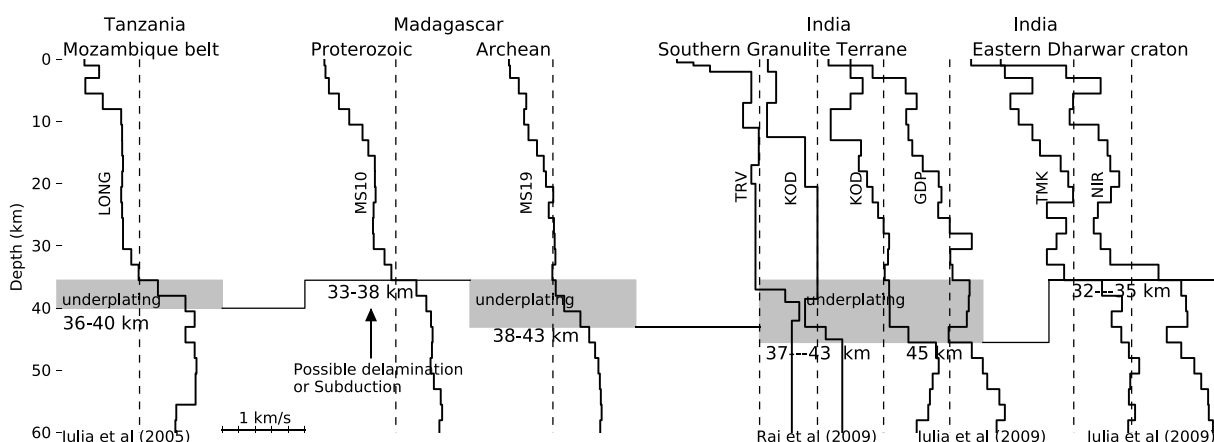 Tanzania
Mozambique belt
Madagascar
Proterozoic
Archean
India
Southern Granulite Terrane
India
Eastern Dharwar craton
Depth (km)
0
10
20
30
40
50
60
LONG
MS10
MS19
TRV
KOD
KOD
GDP
TMK
NIR
underplating
36-40 km
33-38 km
underplating
38-43 km
underplating
37---43 km
45 km
32---35 km
Possible delamination
or Subduction
1 km/s
Julia et al (2005)
Rai et al (2009)
Julia et al (2009)
Julia et al (2009)